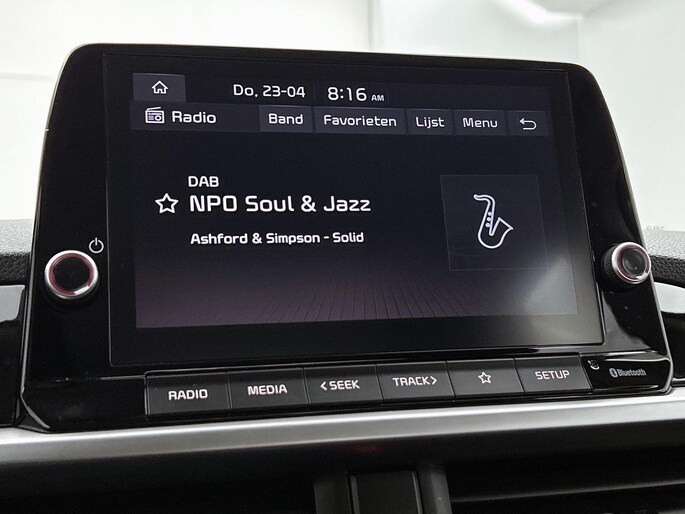 Do, 23-04 8:16 AM
Radio Band Favorieten Lijst Menu
DAB
NPO Soul & Jazz
Ashford & Simpson - Solid
RADIO MEDIA <SEEK TRACK> SETUP Bluetooth